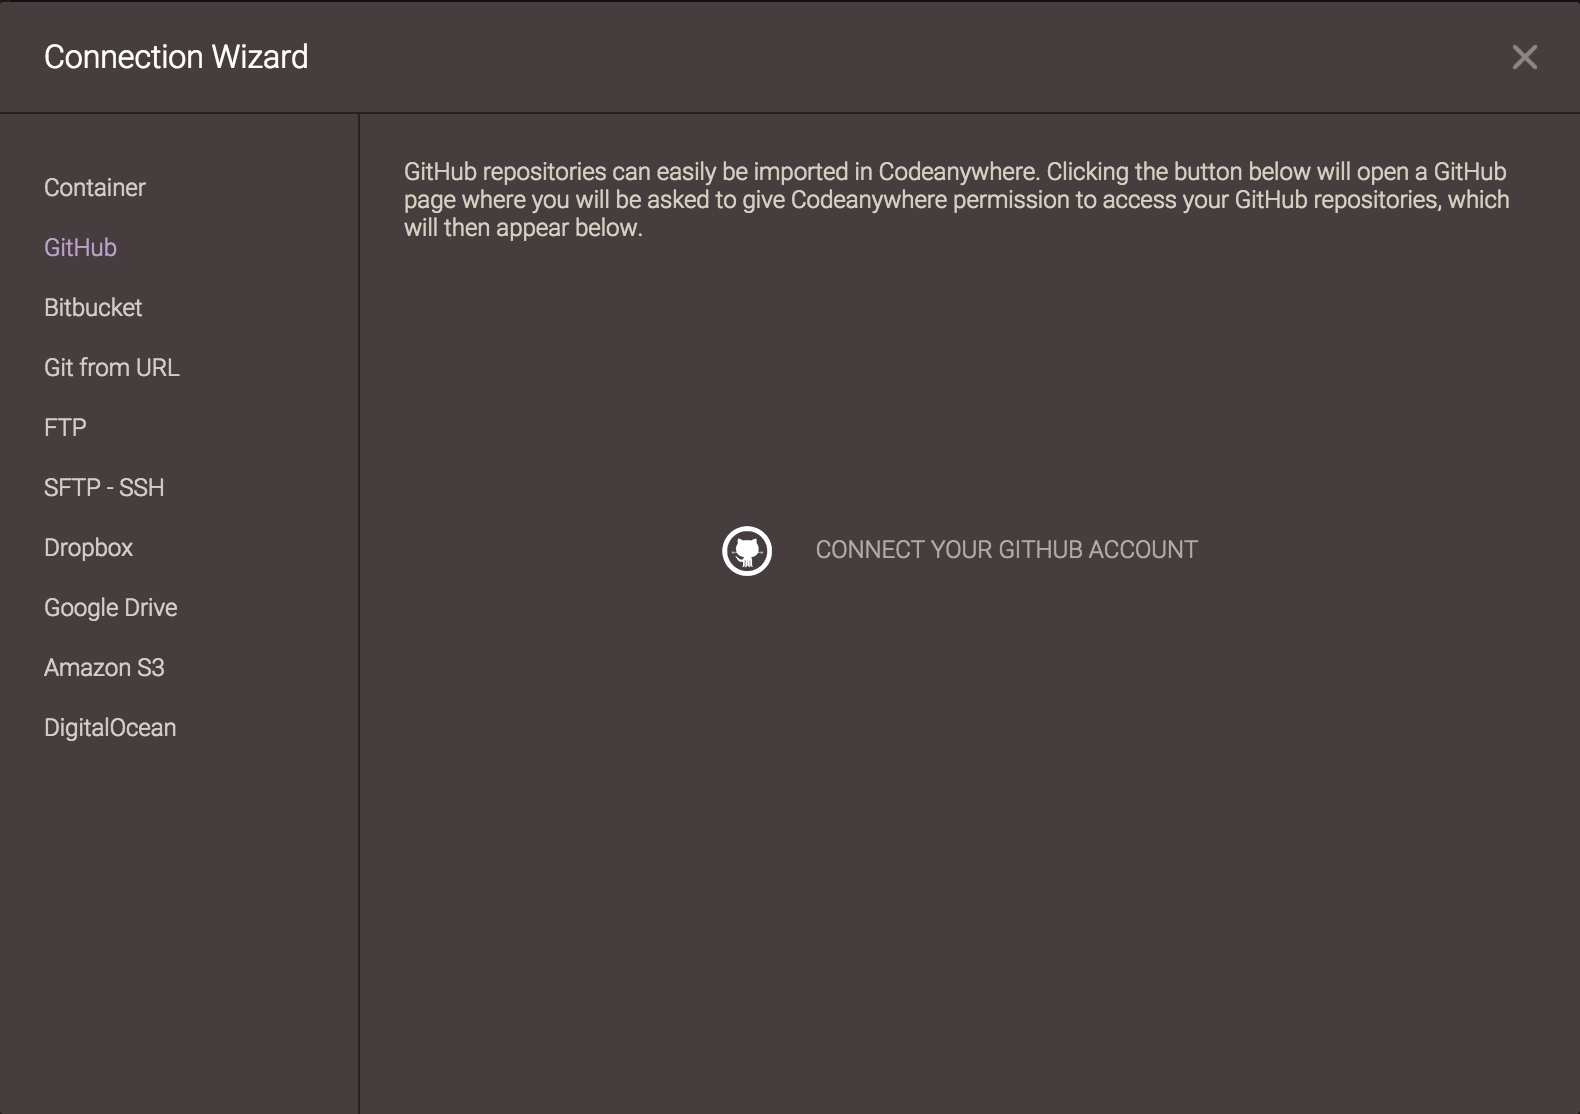 Connection Wizard
Container
GitHub
Bitbucket
Git from URL
FTP
SFTP - SSH
Dropbox
Google Drive
Amazon S3
DigitalOcean
GitHub repositories can easily be imported in Codeanywhere. Clicking the button below will open a GitHub
page where you will be asked to give Codeanywhere permission to access your GitHub repositories, which
will then appear below.
CONNECT YOUR GITHUB ACCOUNT